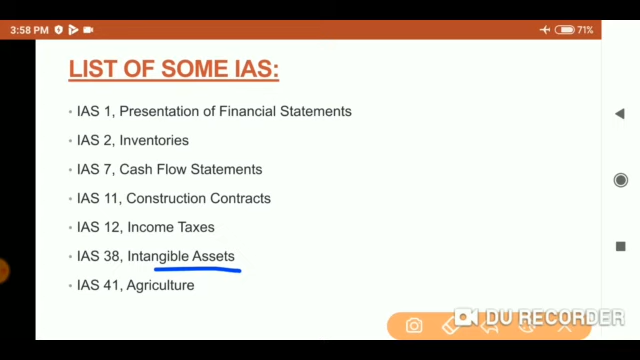 3:58 PM
71%
LIST OF SOME IAS:
• IAS 1, Presentation of Financial Statements
• IAS 2, Inventories
• IAS 7, Cash Flow Statements
• IAS 11, Construction Contracts
• IAS 12, Income Taxes
• IAS 38, Intangible Assets
• IAS 41, Agriculture
DU RECORDER